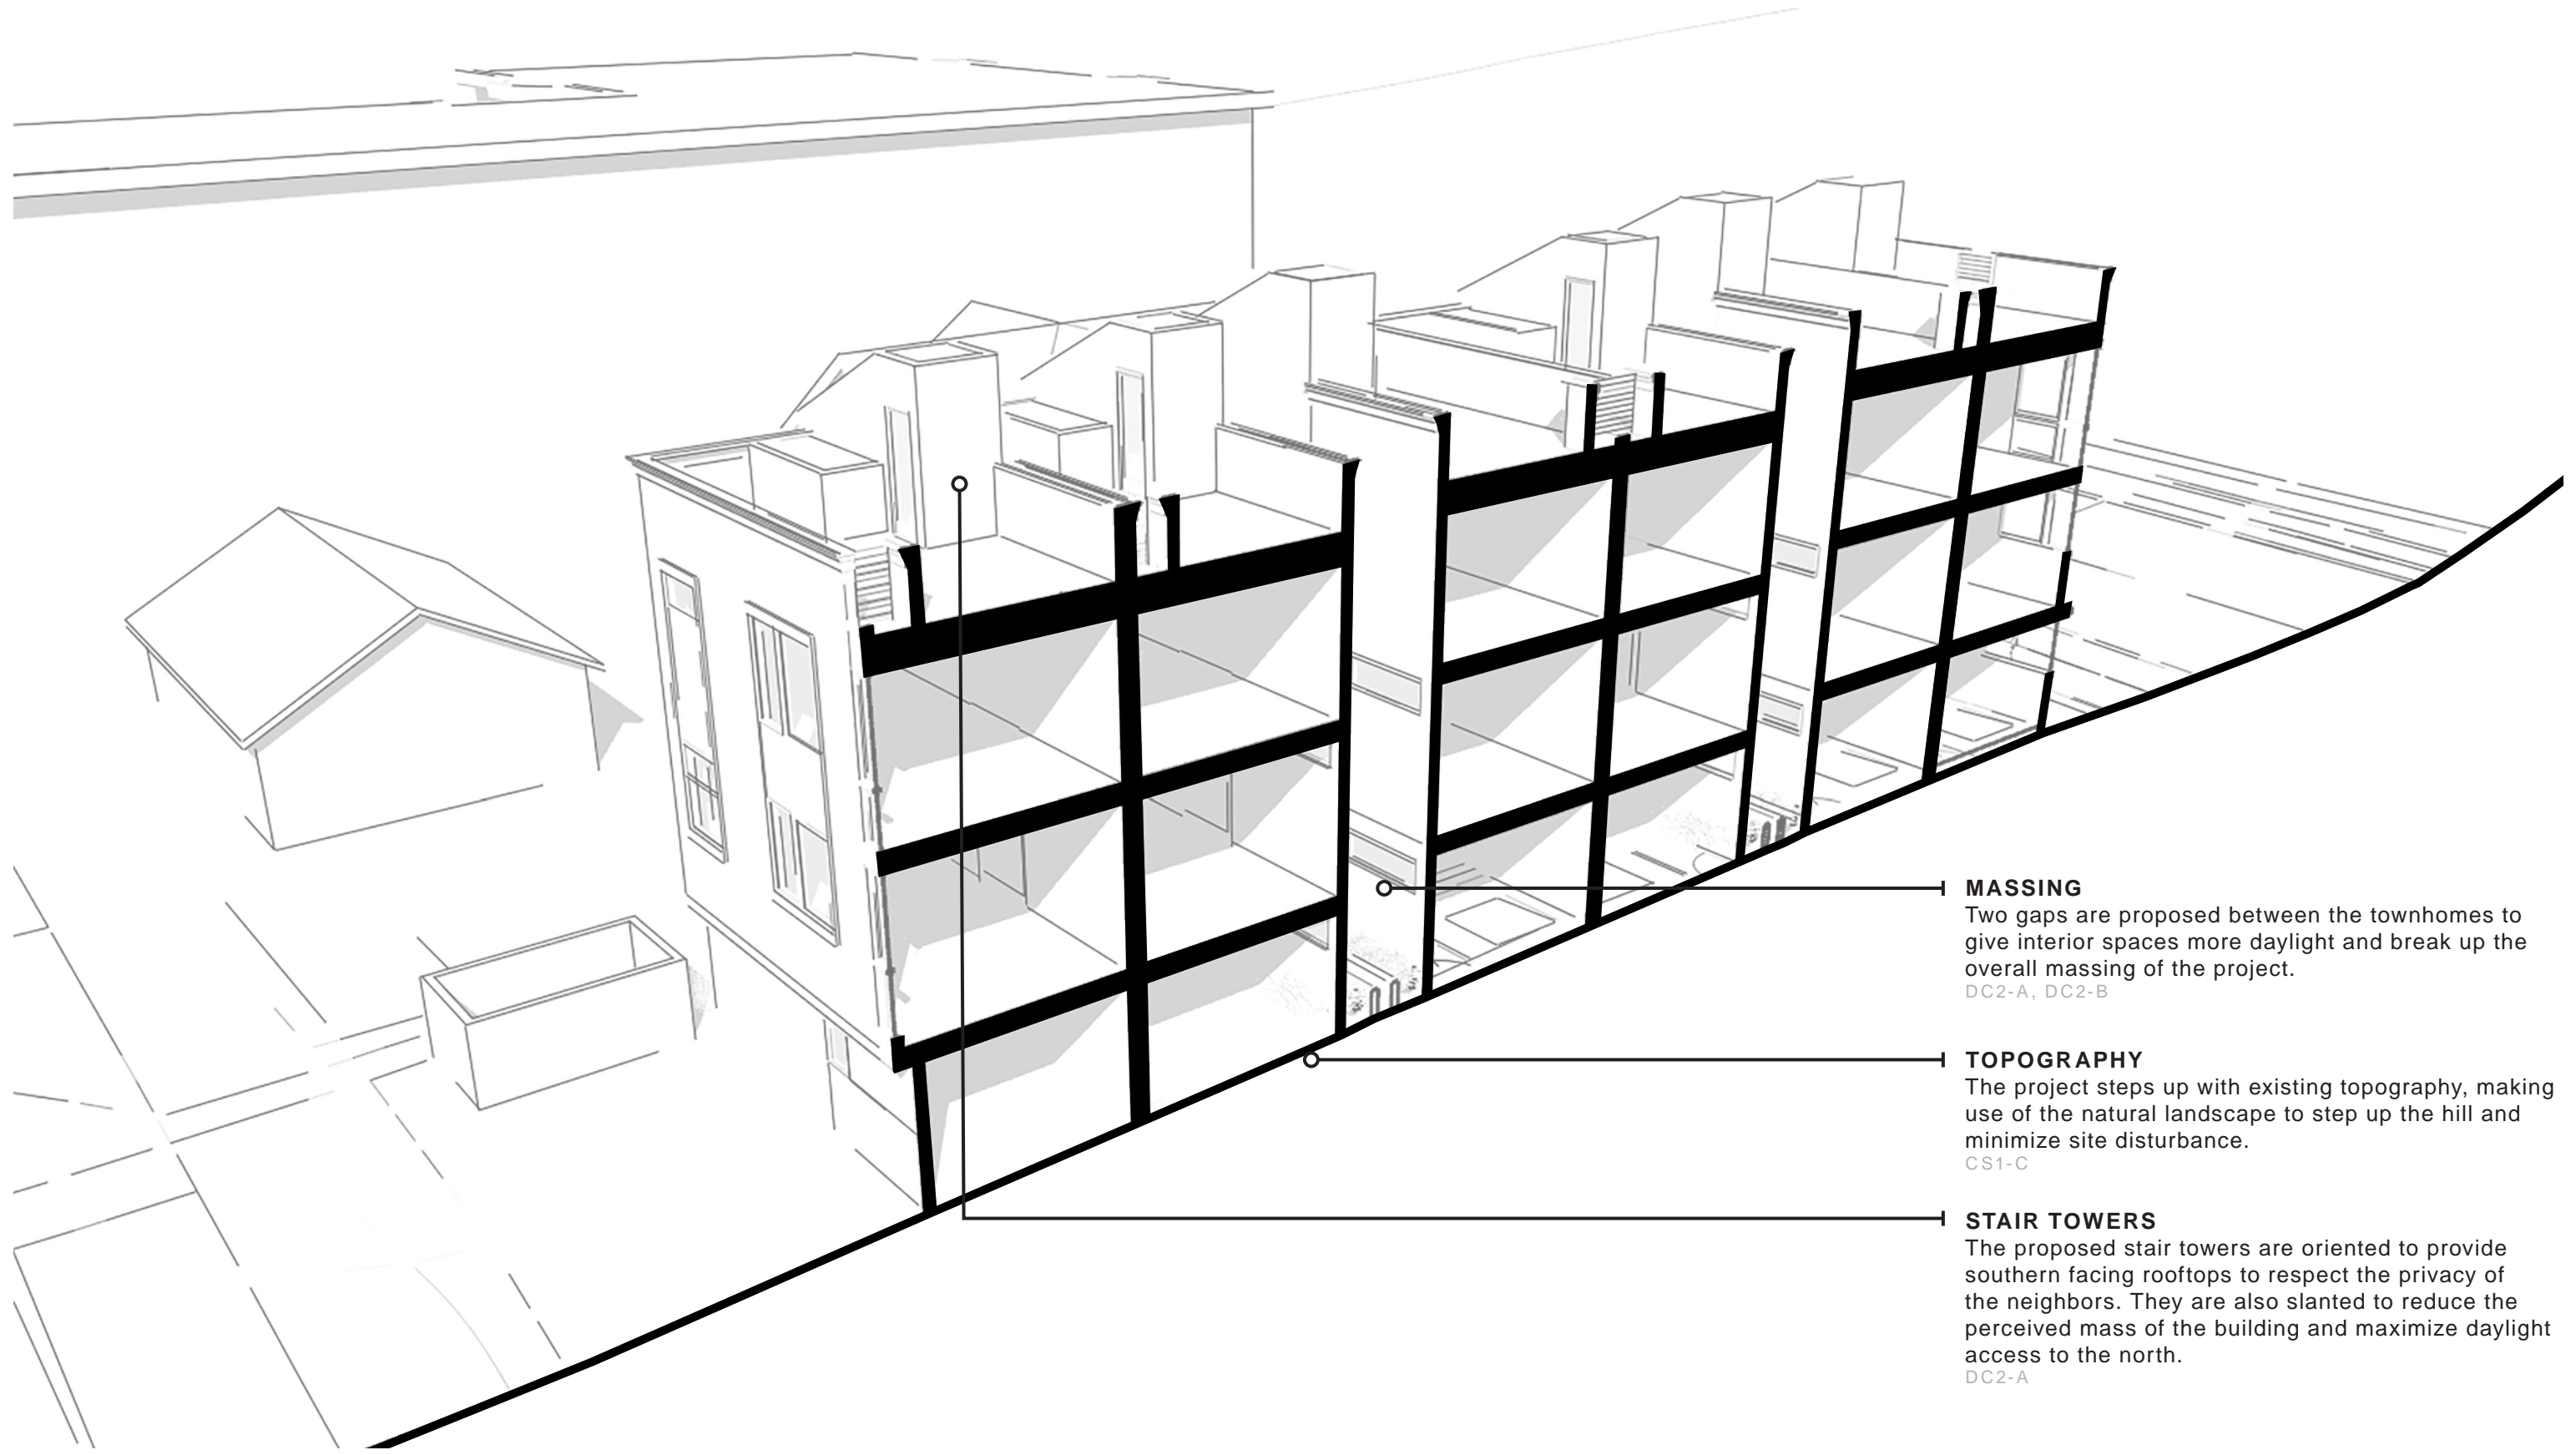 MASSING
Two gaps are proposed between the townhomes to
give interior spaces more daylight and break up the
overall massing of the project.
DC2-A, DC2-B
TOPOGRAPHY
The project steps up with existing topography, making
use of the natural landscape to step up the hill and
minimize site disturbance.
CS1-C
STAIR TOWERS
The proposed stair towers are oriented to provide
southern facing rooftops to respect the privacy of
the neighbors. They are also slanted to reduce the
perceived mass of the building and maximize daylight
access to the north.
DC2-A